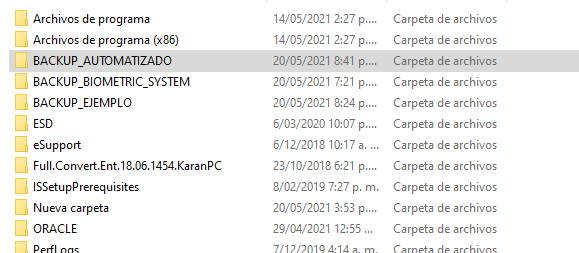 Archivos de programa 14/05/2021 2:27 p.... Carpeta de archivos
Archivos de programa (x86) 14/05/2021 2:27 p.... Carpeta de archivos
BACKUP_AUTOMATIZADO 20/05/2021 8:41 p.... Carpeta de archivos
BACKUP_BIOMETRIC_SYSTEM 20/05/2021 7:21 p.... Carpeta de archivos
BACKUP_EJEMPLO 20/05/2021 8:24 p.... Carpeta de archivos
ESD 6/03/2020 10:07 p.... Carpeta de archivos
eSupport 6/12/2018 10:17 a. ... Carpeta de archivos
Full.Convert.Ent.18.06.1454.KaranPC 23/10/2018 6:21 p.... Carpeta de archivos
ISSetupPrerequisites 8/02/2019 7:27 p. m. Carpeta de archivos
Nueva carpeta 20/05/2021 3:53 p.... Carpeta de archivos
ORACLE 29/04/2021 12:55 ... Carpeta de archivos
PerfLogs 7/12/2019 4:14 a. m. Carpeta de archivos